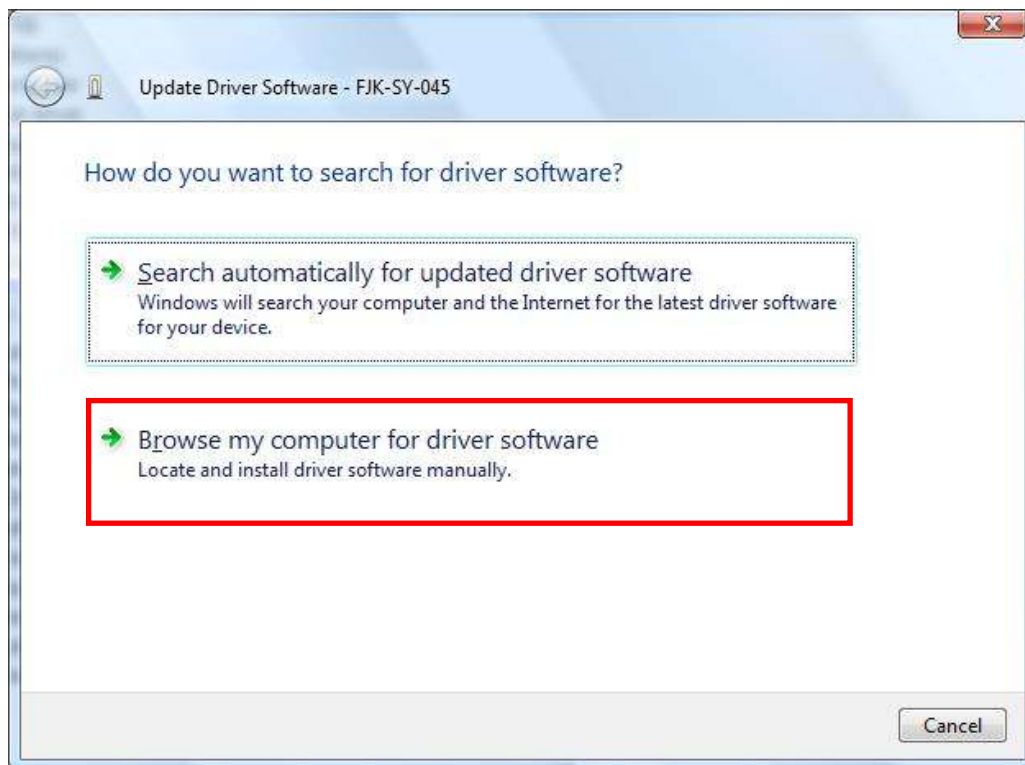 Update Driver Software - FJK-SY-045
How do you want to search for driver software?
Search automatically for updated driver software
Windows will search your computer and the Internet for the latest driver software
for your device.
Browse my computer for driver software
Locate and install driver software manually.
Cancel